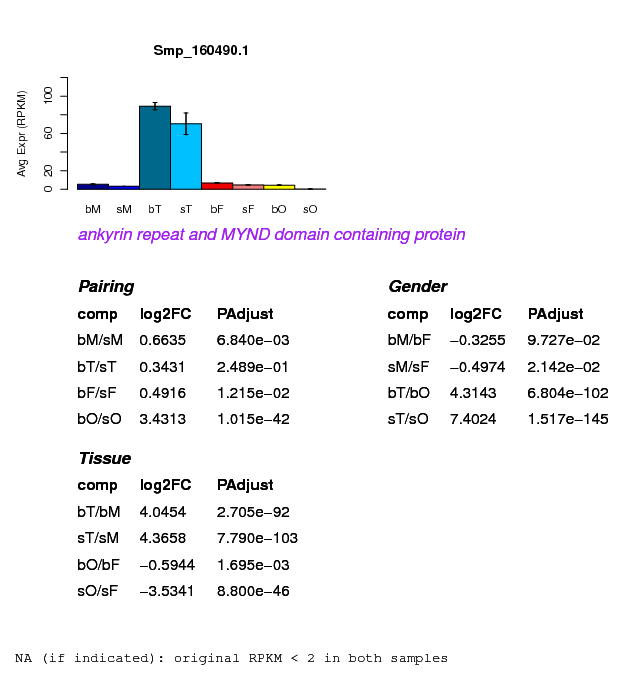 Smp_160490.1
Avg Expr (RPKM)
100
60
20
0
bM sM bT sT bF sF bO sO
ankyrin repeat and MYND domain containing protein
Pairing
comp log2FC PAdjust
bM/sM 0.6635 6.840e−03
bT/sT 0.3431 2.489e−01
bF/sF 0.4916 1.215e−02
bO/sO 3.4313 1.015e−42
Gender
comp log2FC PAdjust
bM/bF −0.3255 9.727e−02
sM/sF −0.4974 2.142e−02
bT/bO 4.3143 6.804e−102
sT/sO 7.4024 1.517e−145
Tissue
comp log2FC PAdjust
bT/bM 4.0454 2.705e−92
sT/sM 4.3658 7.790e−103
bO/bF −0.5944 1.695e−03
sO/sF −3.5341 8.800e−46
NA (if indicated): original RPKM < 2 in both samples